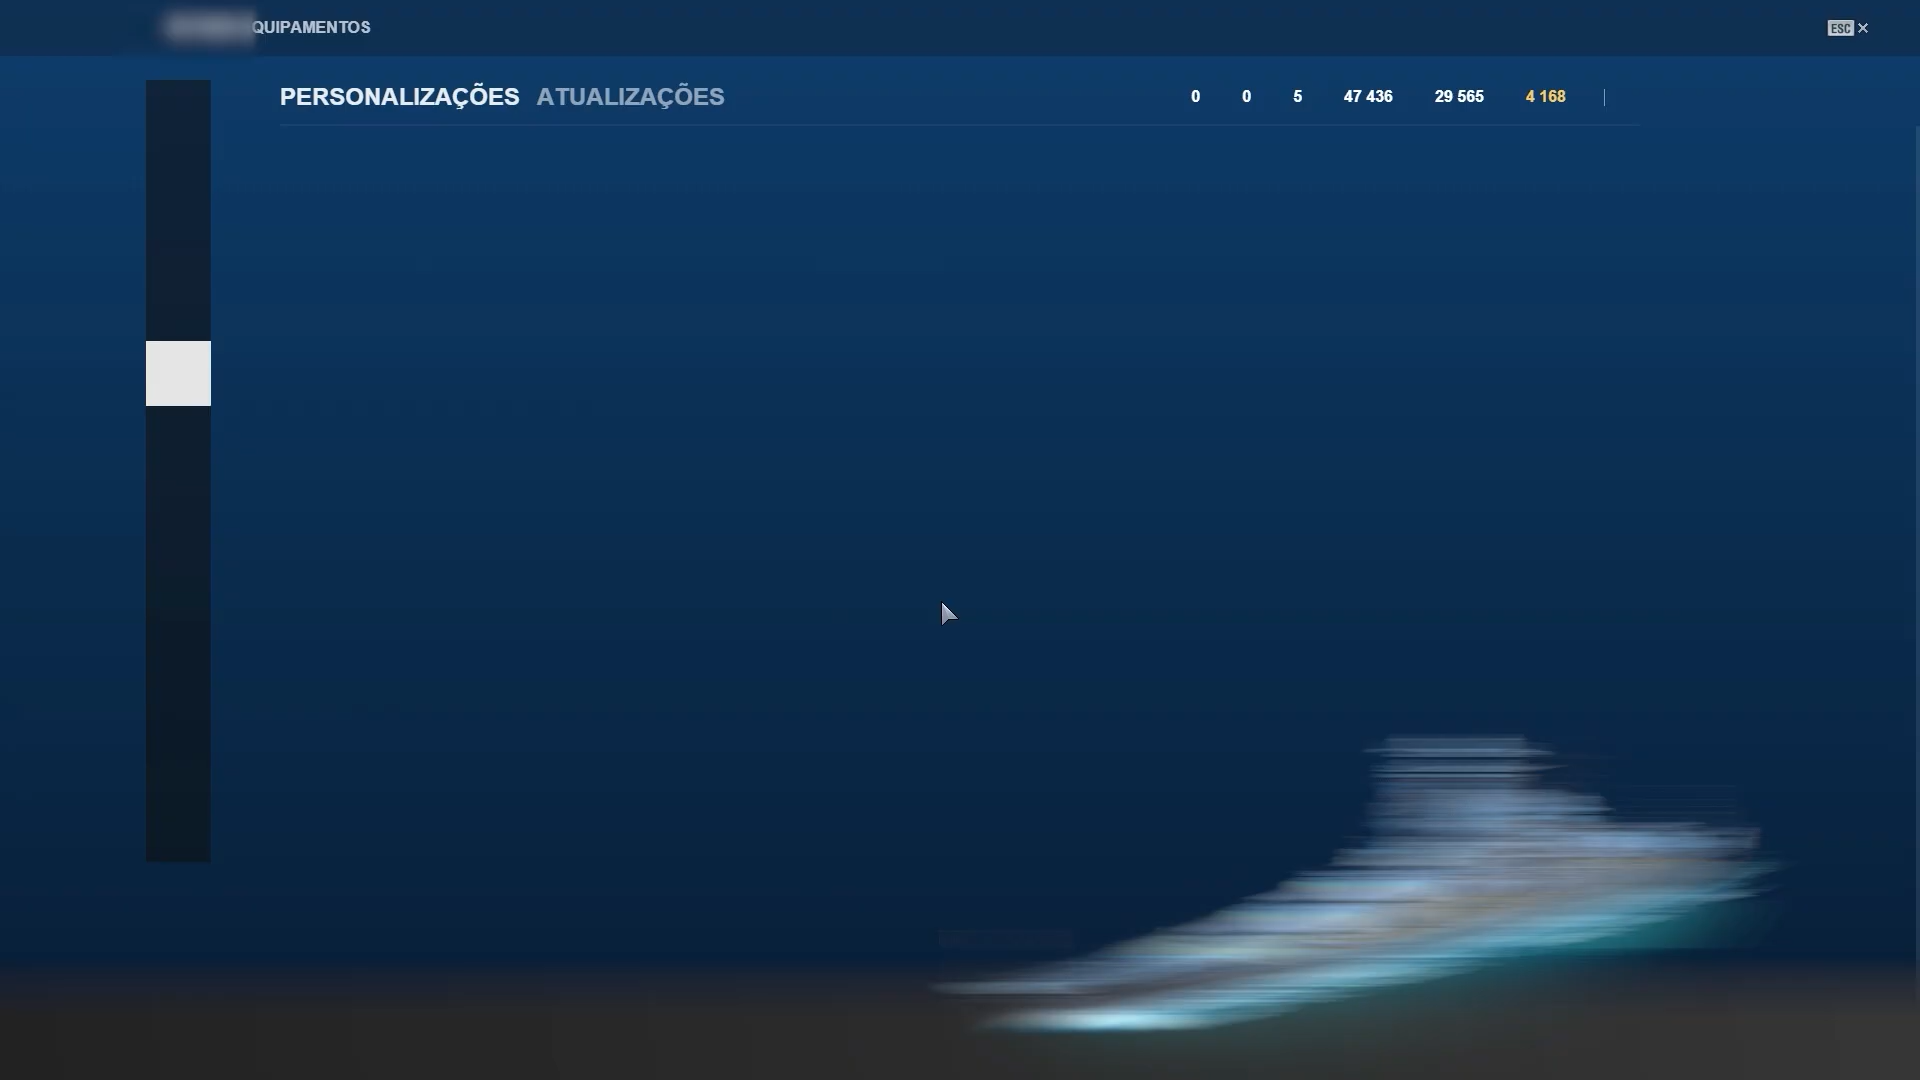 QUIPAMENTOS
ESC ×
PERSONALIZAÇÕES ATUALIZAÇÕES
0 0 5 47 436 29 565 4 168